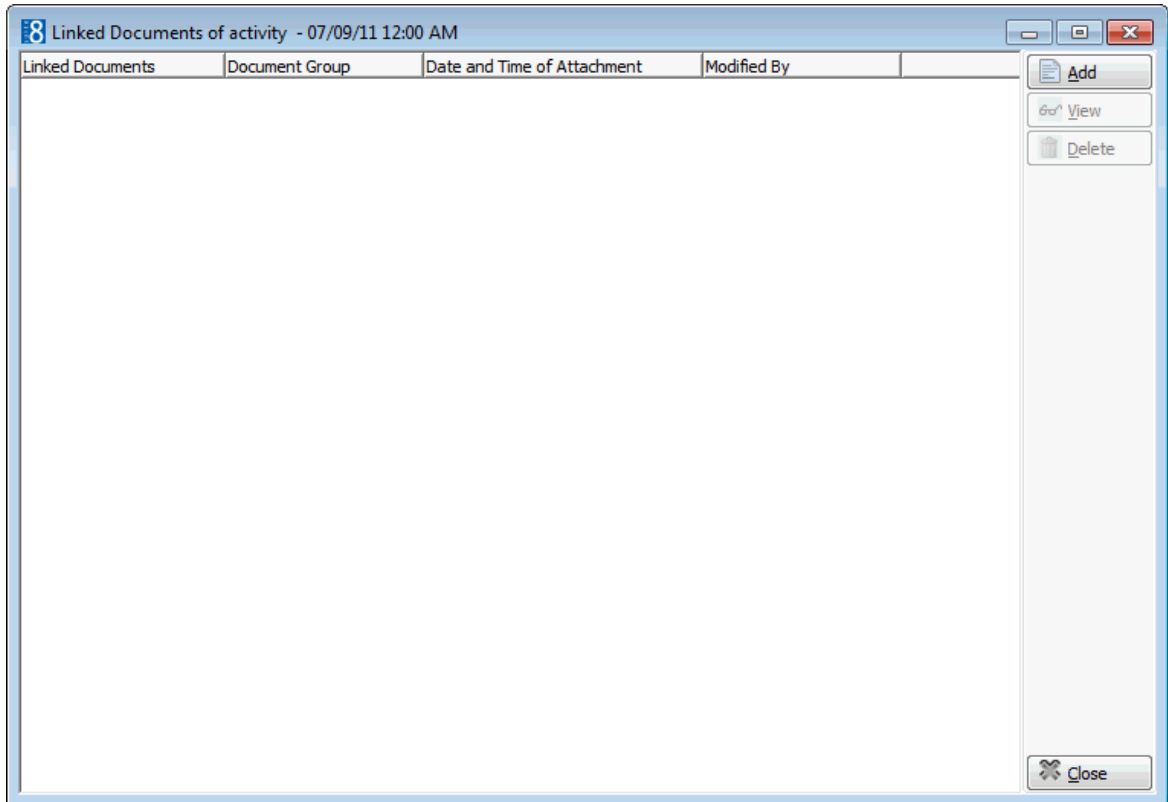 8 Linked Documents of activity - 07/09/11 12:00 AM
Linked Documents Document Group Date and Time of Attachment Modified By
Add
View
Delete
Close